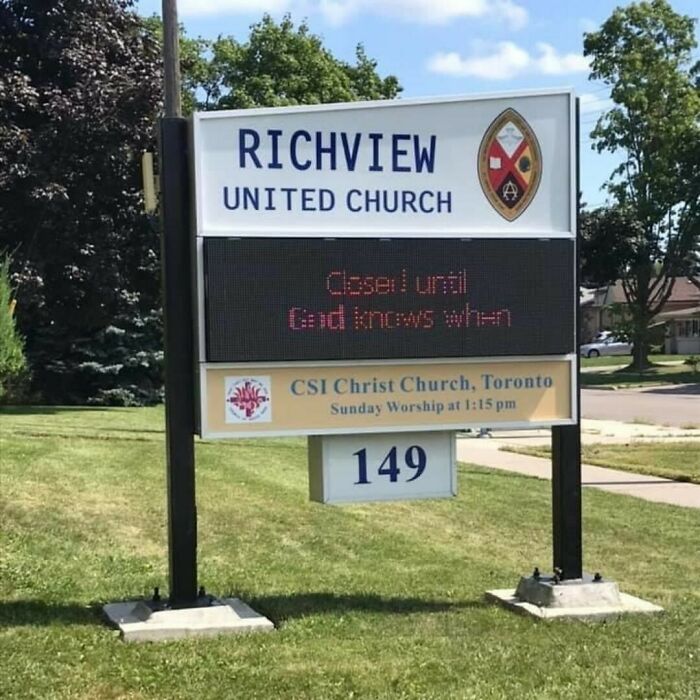 RICHVIEW
UNITED CHURCH
Closed until
God knows when
CSI Christ Church, Toronto
Sunday Worship at 1:15 pm
149